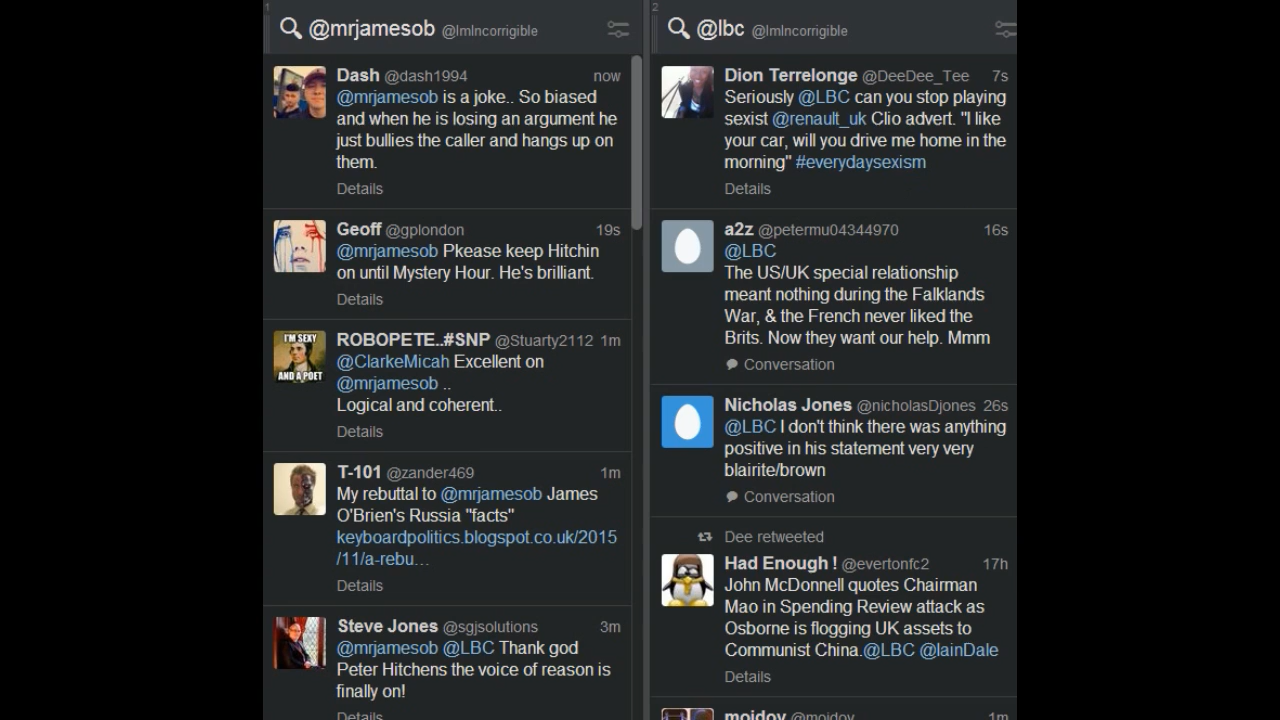 1
@mrjamesob @ImIncorrigible
Dash @dash1994 now
@mrjamesob is a joke.. So biased
and when he is losing an argument he
just bullies the caller and hangs up on
them.
Details
Geoff @gplondon 19s
@mrjamesob Pkease keep Hitchin
on until Mystery Hour. He's brilliant.
Details
I'M SEXY
AND A POET
ROBOPETE..#SNP @Stuarty2112 1m
@ClarkeMicah Excellent on
@mrjamesob ..
Logical and coherent..
Details
T-101 @zander469 1m
My rebuttal to @mrjamesob James
O'Brien's Russia "facts"
keyboardpolitics.blogspot.co.uk/2015
/11/a-rebu…
Details
Steve Jones @sgjsolutions 3m
@mrjamesob @LBC Thank god
Peter Hitchens the voice of reason is
finally on!
Details
2
@lbc @ImIncorrigible
Dion Terrelonge @DeeDee_Tee 7s
Seriously @LBC can you stop playing
sexist @renault_uk Clio advert. "I like
your car, will you drive me home in the
morning" #everydaysexism
Details
a2z @petermu04344970 16s
@LBC
The US/UK special relationship
meant nothing during the Falklands
War, & the French never liked the
Brits. Now they want our help. Mmm
Conversation
Nicholas Jones @nicholasDjones 26s
@LBC I don't think there was anything
positive in his statement very very
blairite/brown
Conversation
Dee retweeted
Had Enough ! @evertonfc2 17h
John McDonnell quotes Chairman
Mao in Spending Review attack as
Osborne is flogging UK assets to
Communist China.@LBC @IainDale
Details
moidov @moidov 1m